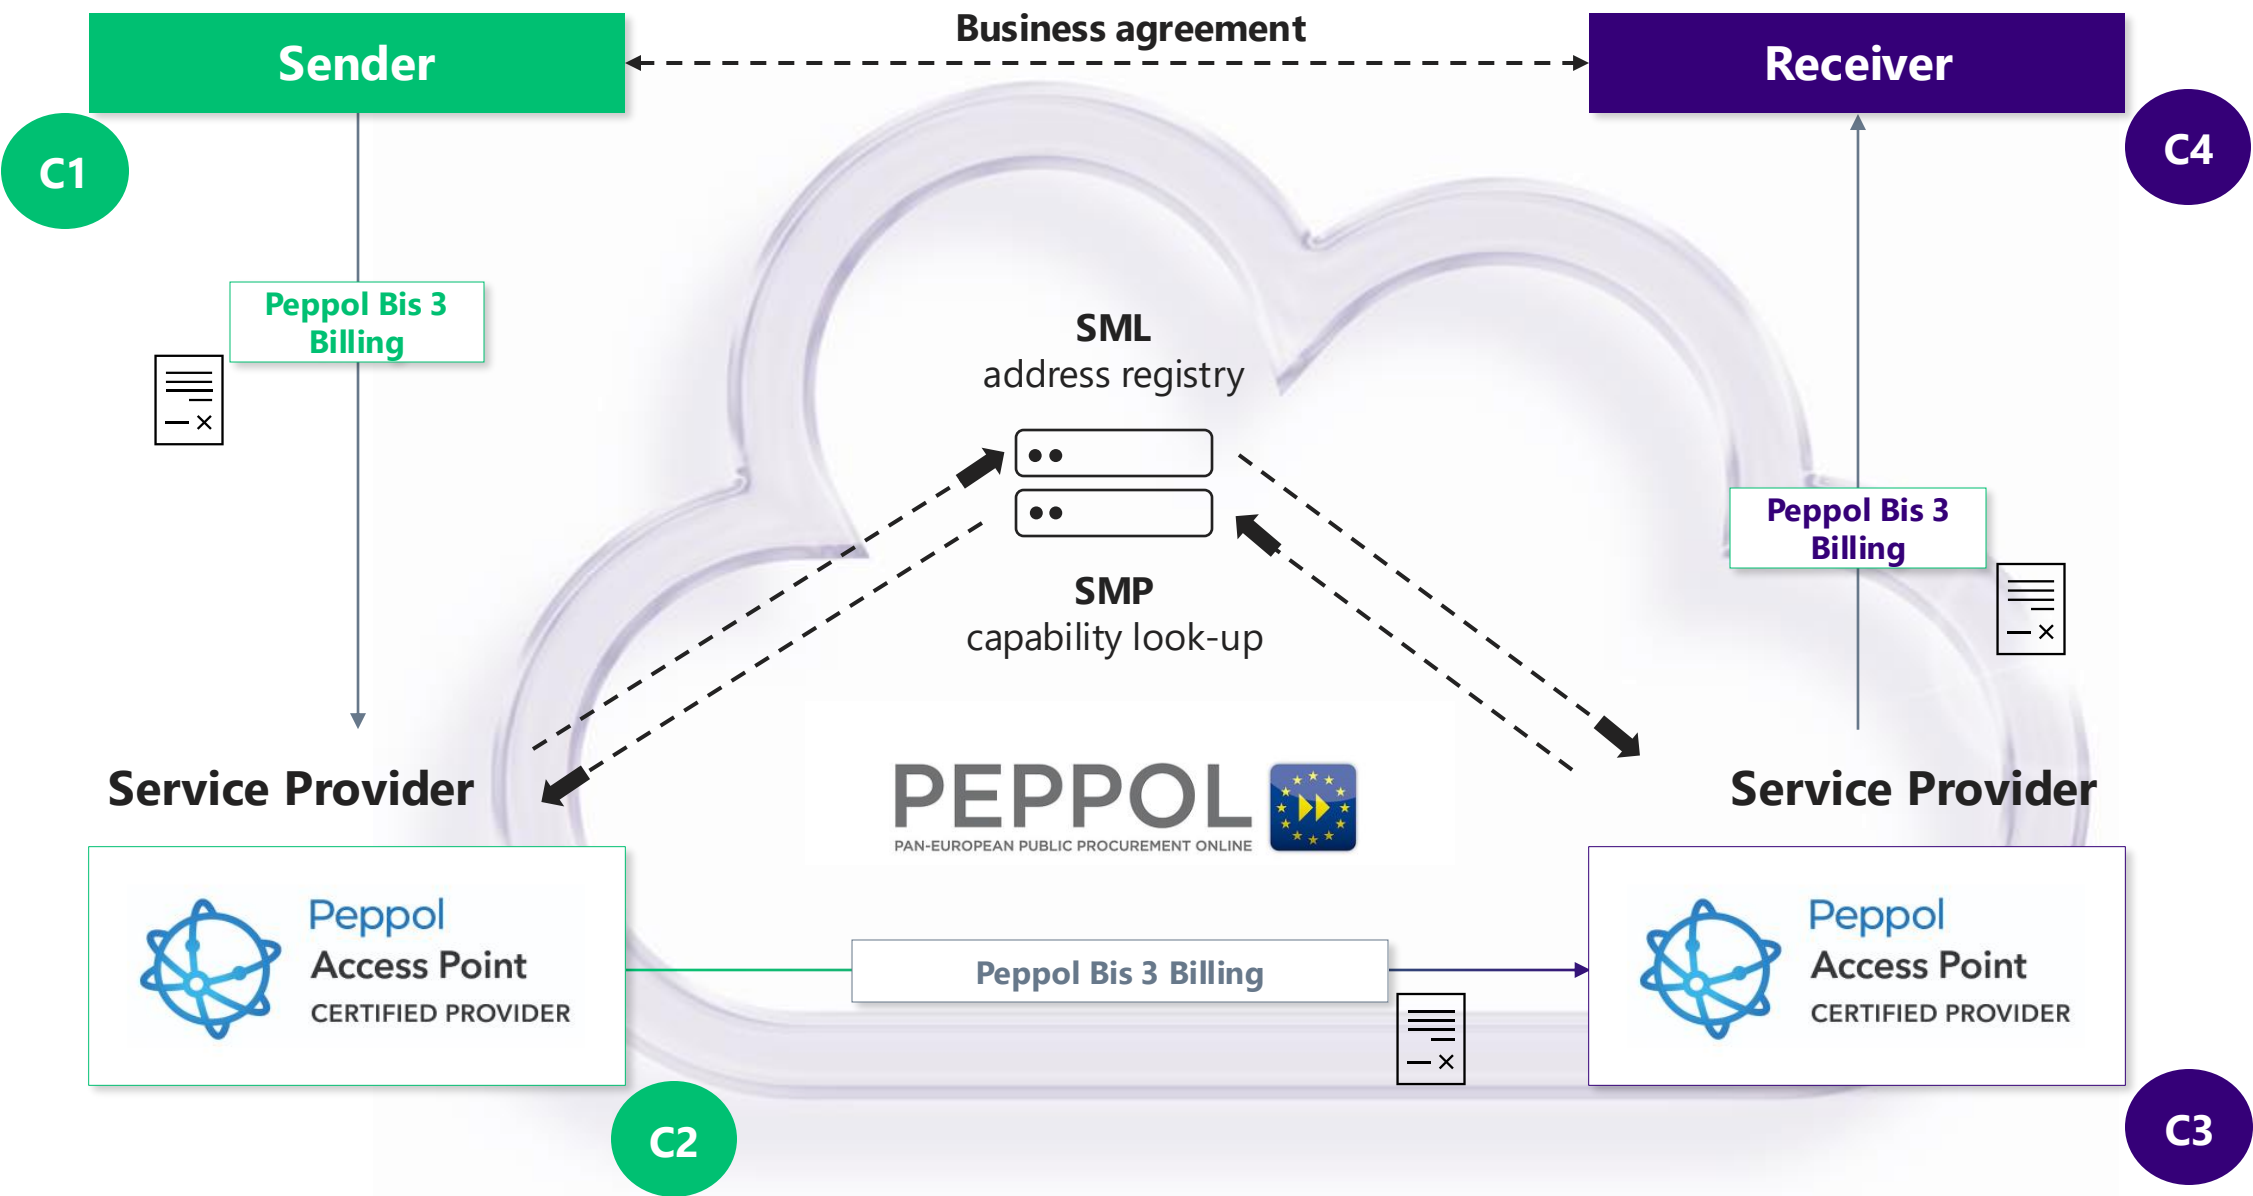 Business agreement
Sender
Receiver
C1
C4
Peppol Bis 3
Billing
SML
address registry
Peppol Bis 3
Billing
SMP
capability look-up
Service Provider
PEPPOL
PAN-EUROPEAN PUBLIC PROCUREMENT ONLINE
Service Provider
Peppol
Access Point
CERTIFIED PROVIDER
Peppol Bis 3 Billing
Peppol
Access Point
CERTIFIED PROVIDER
C2
C3